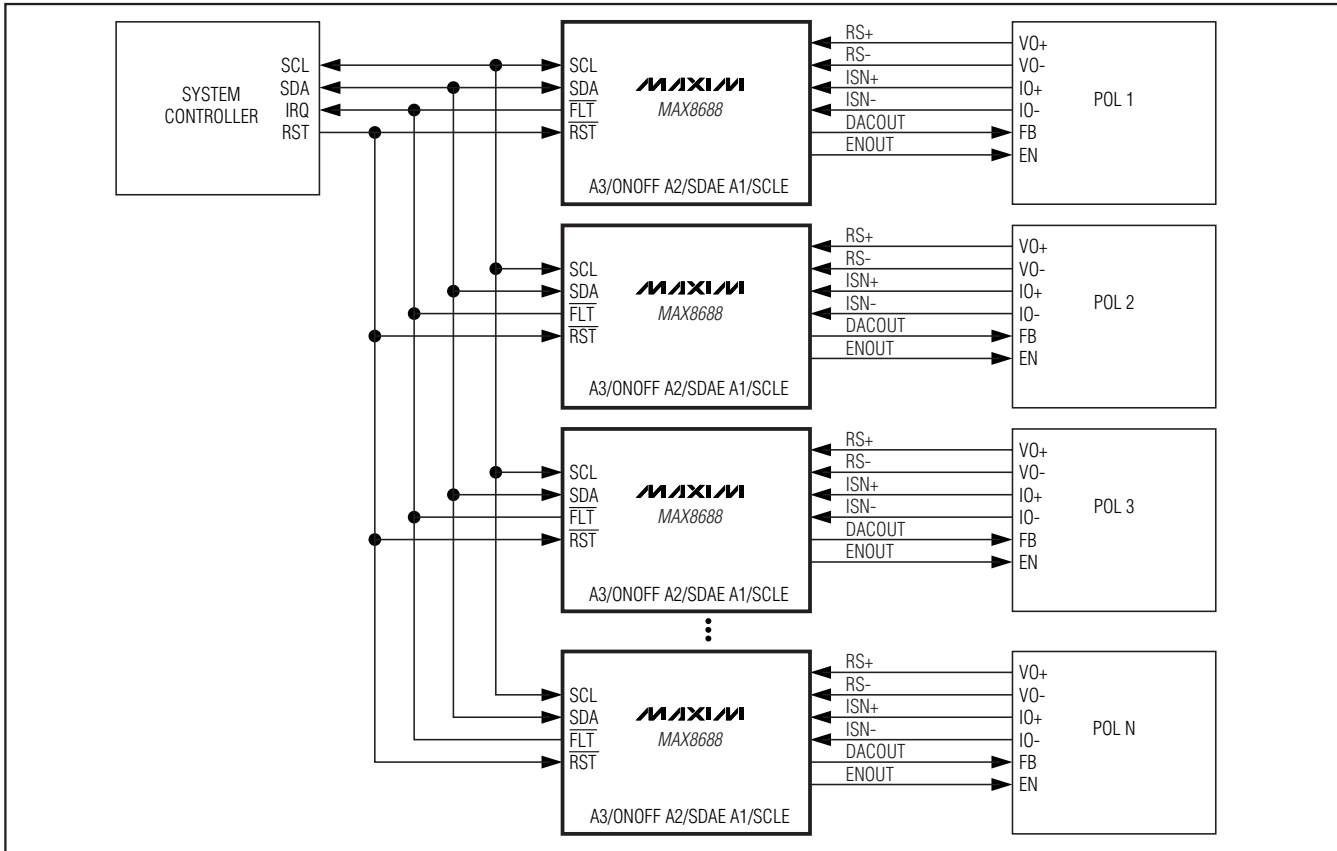 SYSTEM
CONTROLLER
SCL
SDA
IRQ
RST
SCL
SDA
FLT
RST
MAXIM
MAX8688
A3/ONOFF A2/SDAE A1/SCLE
RS+
RS-
ISN+
ISN-
DACOUT
ENOUT
VO+
VO-
IO+
IO-
FB
EN
POL 1
SCL
SDA
FLT
RST
MAXIM
MAX8688
A3/ONOFF A2/SDAE A1/SCLE
RS+
RS-
ISN+
ISN-
DACOUT
ENOUT
VO+
VO-
IO+
IO-
FB
EN
POL 2
SCL
SDA
FLT
RST
MAXIM
MAX8688
A3/ONOFF A2/SDAE A1/SCLE
RS+
RS-
ISN+
ISN-
DACOUT
ENOUT
VO+
VO-
IO+
IO-
FB
EN
POL 3
SCL
SDA
FLT
RST
MAXIM
MAX8688
A3/ONOFF A2/SDAE A1/SCLE
RS+
RS-
ISN+
ISN-
DACOUT
ENOUT
VO+
VO-
IO+
IO-
FB
EN
POL N